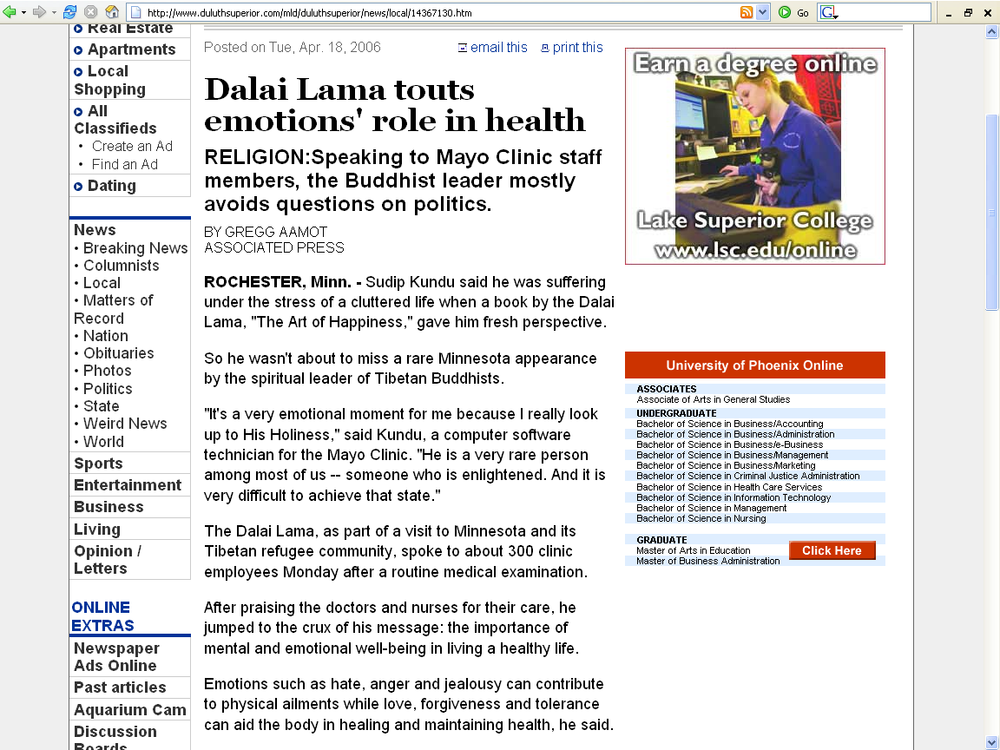 http://www.duluthsuperior.com/mld/duluthsuperior/news/local/14367130.htm
Go
Real Estate
Apartments
Local
Shopping
All
Classifieds
• Create an Ad
• Find an Ad
Dating
News
• Breaking News
• Columnists
• Local
• Matters of
Record
• Nation
• Obituaries
• Photos
• Politics
• State
• Weird News
• World
Sports
Entertainment
Business
Living
Opinion /
Letters
ONLINE
EXTRAS
Newspaper
Ads Online
Past articles
Aquarium Cam
Discussion
Boards
Posted on Tue, Apr. 18, 2006
email this
print this
Dalai Lama touts
emotions' role in health
RELIGION:Speaking to Mayo Clinic staff
members, the Buddhist leader mostly
avoids questions on politics.
BY GREGG AAMOT
ASSOCIATED PRESS
ROCHESTER, Minn. - Sudip Kundu said he was suffering
under the stress of a cluttered life when a book by the Dalai
Lama, "The Art of Happiness," gave him fresh perspective.
So he wasn't about to miss a rare Minnesota appearance
by the spiritual leader of Tibetan Buddhists.
"It's a very emotional moment for me because I really look
up to His Holiness," said Kundu, a computer software
technician for the Mayo Clinic. "He is a very rare person
among most of us -- someone who is enlightened. And it is
very difficult to achieve that state."
The Dalai Lama, as part of a visit to Minnesota and its
Tibetan refugee community, spoke to about 300 clinic
employees Monday after a routine medical examination.
After praising the doctors and nurses for their care, he
jumped to the crux of his message: the importance of
mental and emotional well-being in living a healthy life.
Emotions such as hate, anger and jealousy can contribute
to physical ailments while love, forgiveness and tolerance
can aid the body in healing and maintaining health, he said.
Earn a degree online
Lake Superior College
www.lsc.edu/online
University of Phoenix Online
ASSOCIATES
Associate of Arts in General Studies
UNDERGRADUATE
Bachelor of Science in Business/Accounting
Bachelor of Science in Business/Administration
Bachelor of Science in Business/e-Business
Bachelor of Science in Business/Management
Bachelor of Science in Business/Marketing
Bachelor of Science in Criminal Justice Administration
Bachelor of Science in Health Care Services
Bachelor of Science in Information Technology
Bachelor of Science in Management
Bachelor of Science in Nursing
GRADUATE
Master of Arts in Education
Master of Business Administration
Click Here